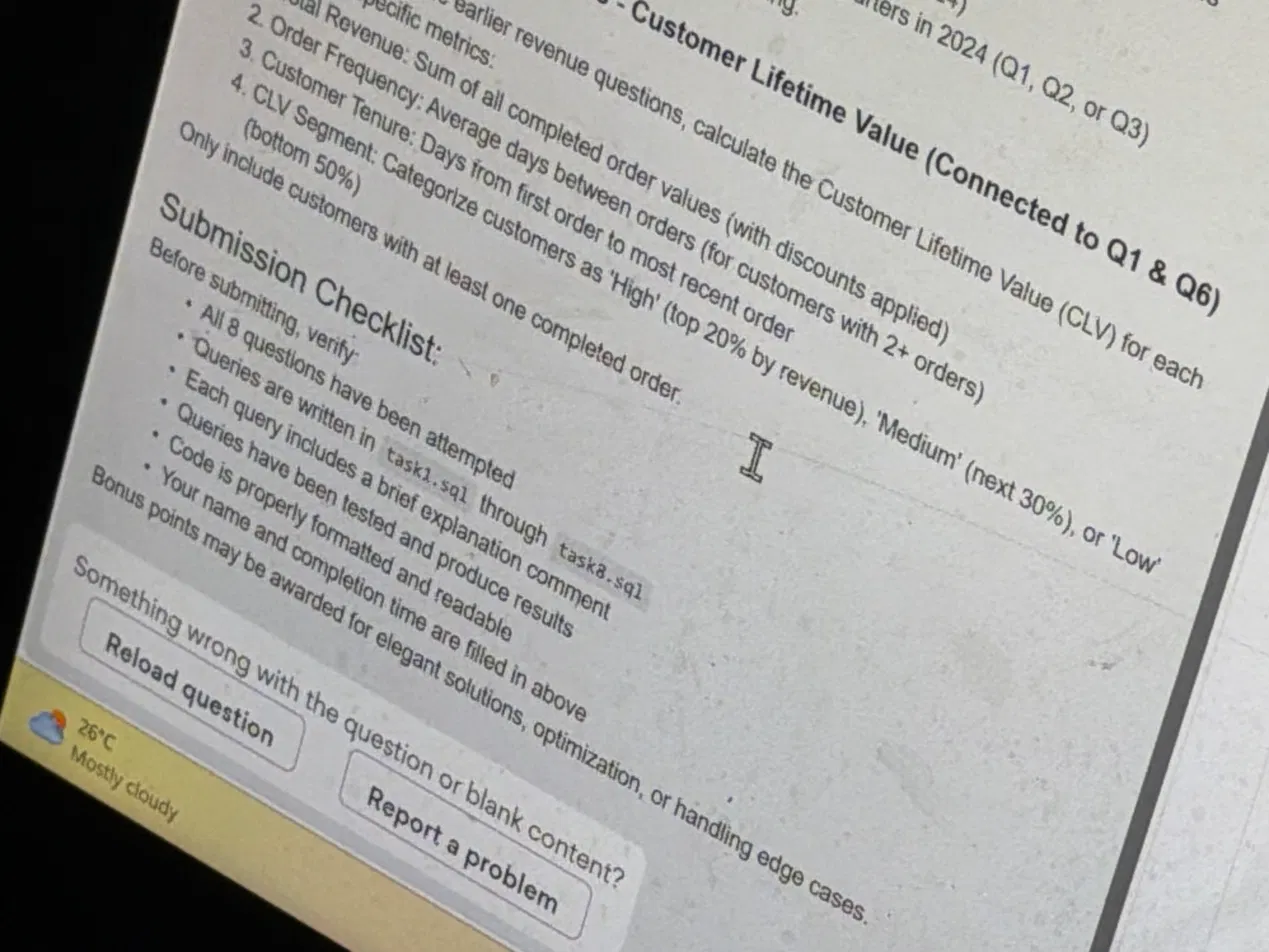 arters in 2024 (Q1, Q2, or Q3)
- Customer Lifetime Value (Connected to Q1 & Q6)
earlier revenue questions, calculate the Customer Lifetime Value (CLV) for each
specific metrics:
Revenue: Sum of all completed order values (with discounts applied)
2. Order Frequency: Average days between orders (for customers with 2+ orders)
3. Customer Tenure: Days from first order to most recent order
4. CLV Segment: Categorize customers as 'High' (top 20% by revenue), 'Medium' (next 30%), or 'Low'
(bottom 50%)
Only include customers with at least one completed order.
Submission Checklist:
Before submitting, verify:
• All 8 questions have been attempted
• Queries are written in task1.sql through task8.sql
• Each query includes a brief explanation comment
• Queries have been tested and produce results
• Code is properly formatted and readable
• Your name and completion time are filled in above
Bonus points may be awarded for elegant solutions, optimization, or handling edge cases.
Something wrong with the question or blank content?
Reload question
Report a problem
26°C
Mostly cloudy